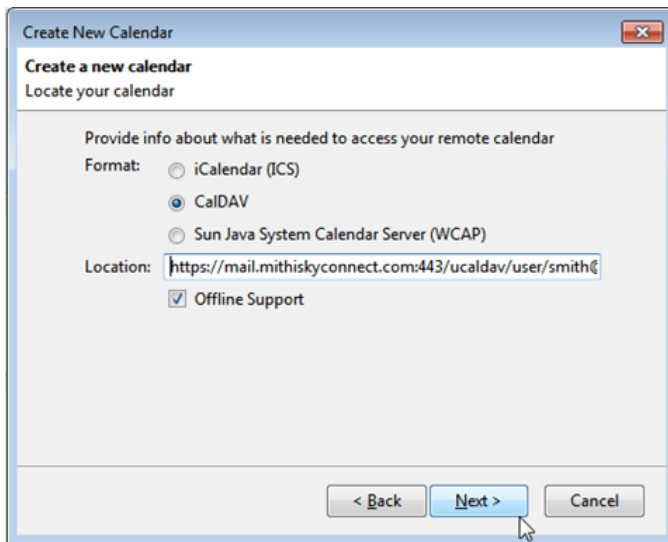 Create New Calendar
Create a new calendar
Locate your calendar
Provide info about what is needed to access your remote calendar
Format: iCalendar (ICS)
CalDAV
Sun Java System Calendar Server (WCAP)
Location: https://mail.mithiskyconnect.com:443/ucaldav/user/smith@
Offline Support
< Back Next > Cancel